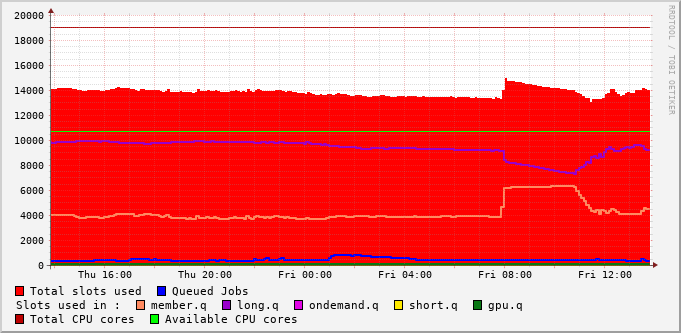 RRDTOOL / TOBI OETIKER
20000
18000
16000
14000
12000
10000
8000
6000
4000
2000
0
Thu 16:00 Thu 20:00 Fri 00:00 Fri 04:00 Fri 08:00 Fri 12:00
Total slots used Queued Jobs
Slots used in : member.q long.q ondemand.q short.q gpu.q
Total CPU cores Available CPU cores